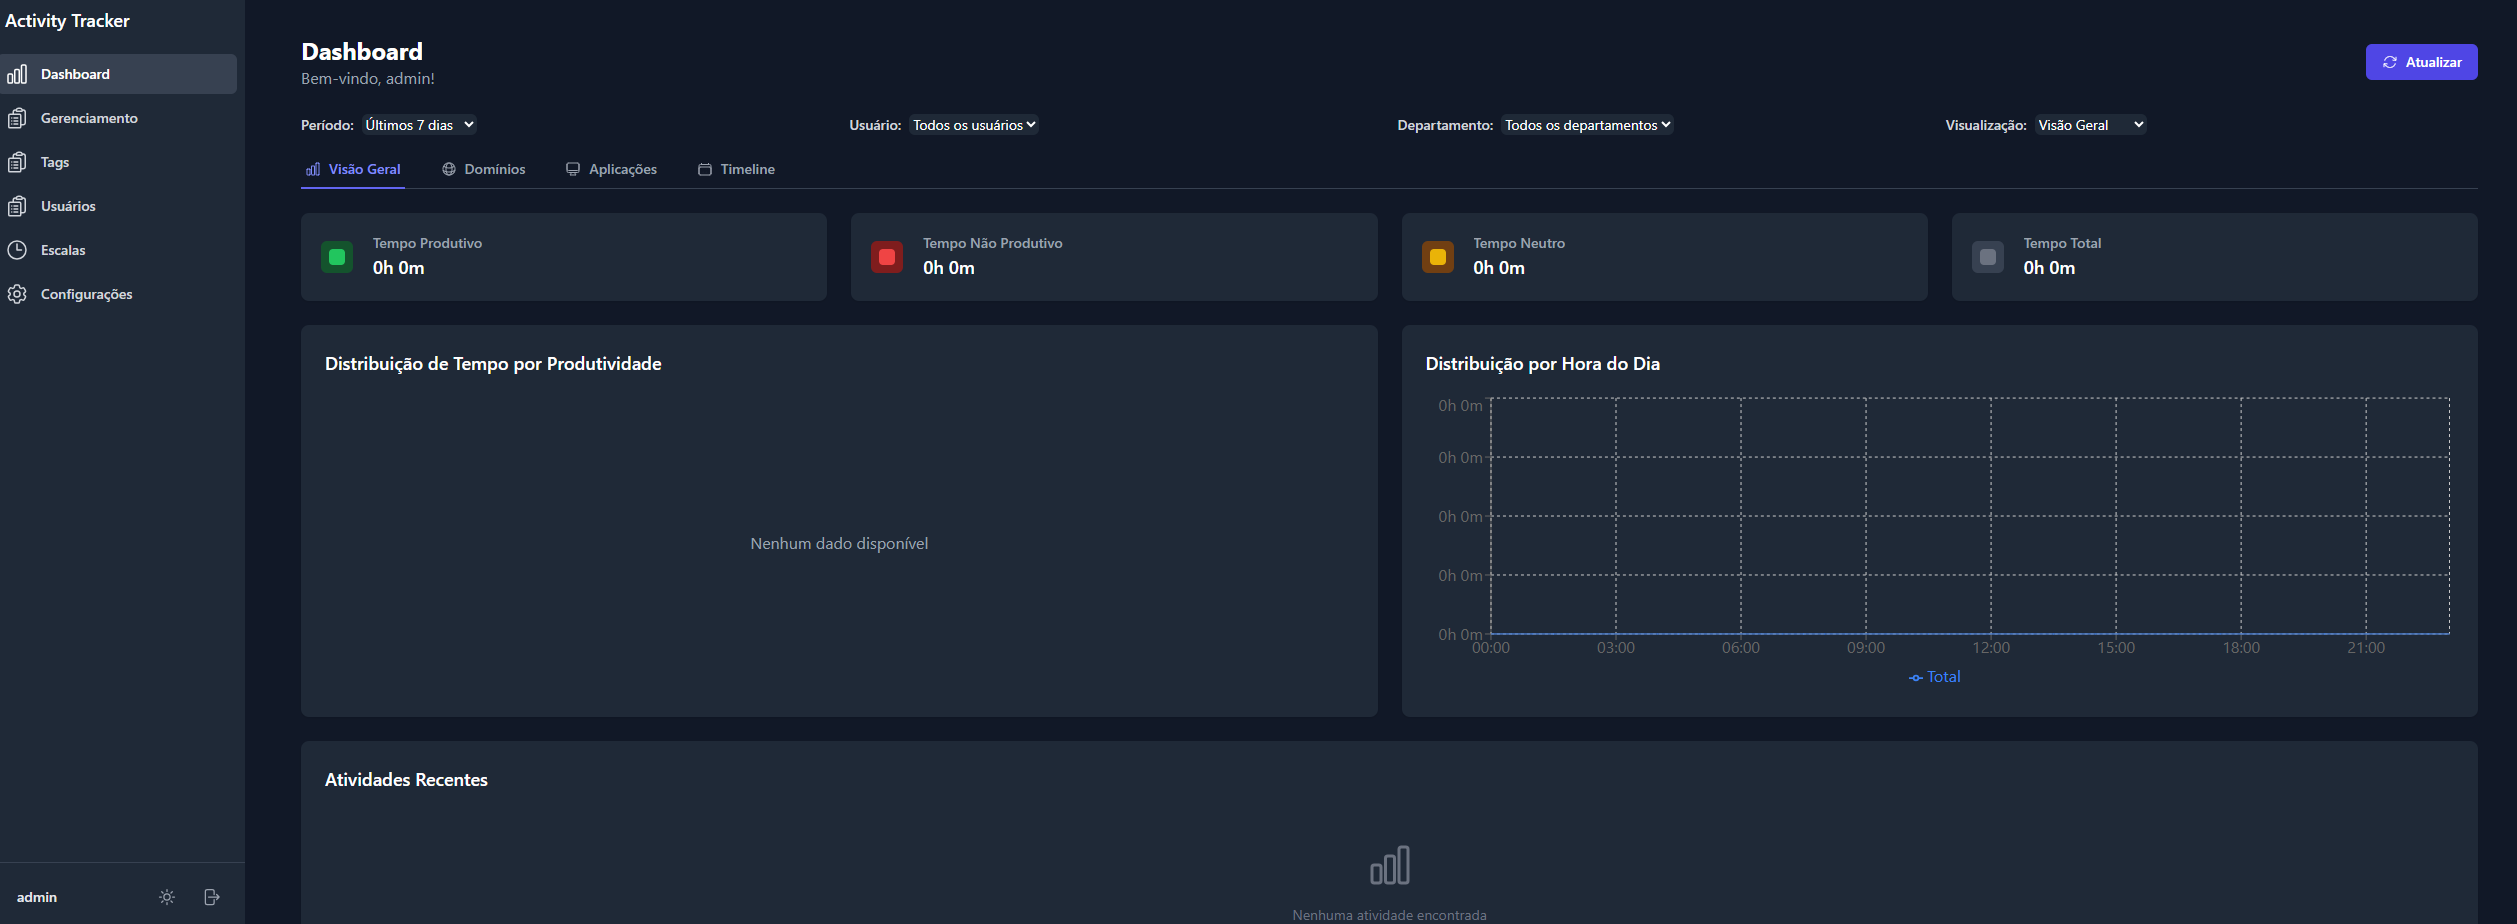 Activity Tracker
Dashboard
Gerenciamento
Tags
Usuários
Escalas
Configurações
admin
Dashboard
Bem-vindo, admin!
Atualizar
Período: Últimos 7 dias
Usuário: Todos os usuários
Departamento: Todos os departamentos
Visualização: Visão Geral
Visão Geral
Domínios
Aplicações
Timeline
Tempo Produtivo
0h 0m
Tempo Não Produtivo
0h 0m
Tempo Neutro
0h 0m
Tempo Total
0h 0m
Distribuição de Tempo por Produtividade
Nenhum dado disponível
Distribuição por Hora do Dia
0h 0m
0h 0m
0h 0m
0h 0m
0h 0m
00:00 03:00 06:00 09:00 12:00 15:00 18:00 21:00
Total
Atividades Recentes
Nenhuma atividade encontrada